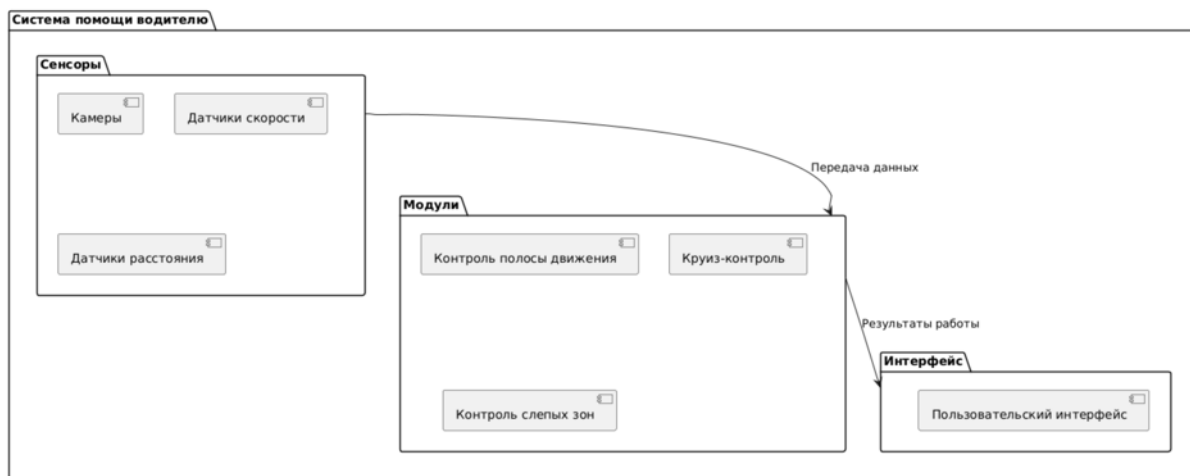 Система помощи водителю
Сенсоры
Камеры
Датчики скорости
Датчики расстояния
Передача данных
Модули
Контроль полосы движения
Круиз-контроль
Контроль слепых зон
Результаты работы
Интерфейс
Пользовательский интерфейс